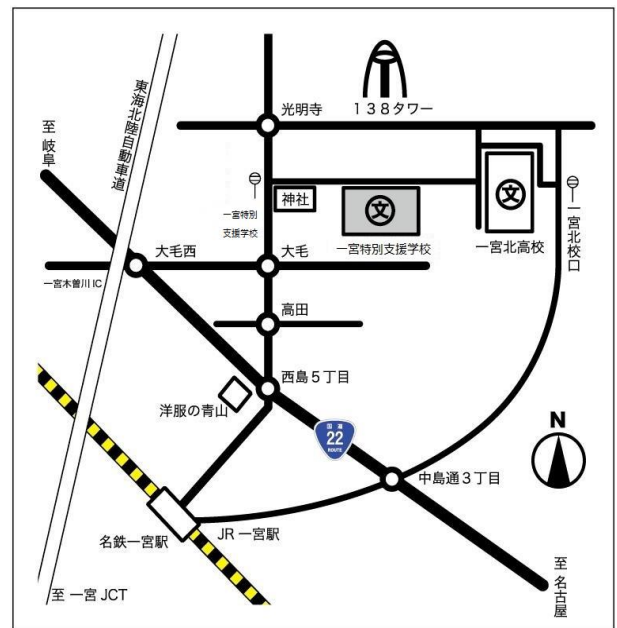 東海北陸自動車道
至 岐阜
光明寺
138タワー
神社
文
文
一宮特別
支援学校
一宮特別支援学校
一宮北高校
一宮北校口
大毛西
大毛
一宮木曽川IC
高田
西島5丁目
洋服の青山
国道
22
ROUTE
N
中島通3丁目
名鉄一宮駅
JR 一宮駅
至 名古屋
至 一宮 JCT